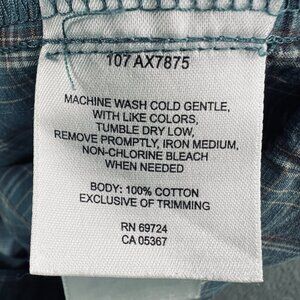 107 AX7875
MACHINE WASH COLD GENTLE,
WITH LIKE COLORS,
TUMBLE DRY LOW,
REMOVE PROMPTLY, IRON MEDIUM,
NON-CHLORINE BLEACH
WHEN NEEDED
BODY: 100% COTTON
EXCLUSIVE OF TRIMMING
RN 69724
CA 05367